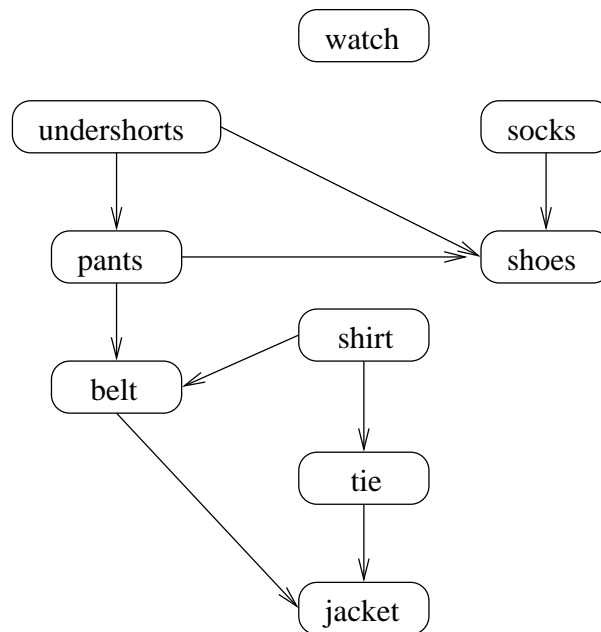 watch
undershorts
socks
pants
shoes
shirt
belt
tie
jacket